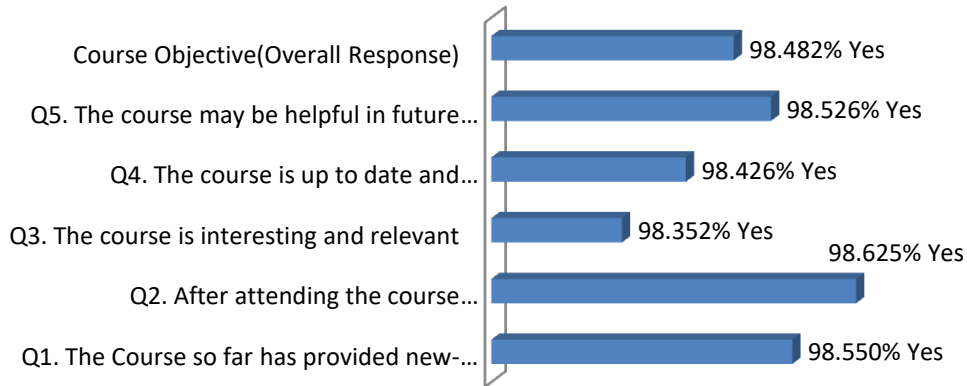 Course Objective(Overall Response)
98.482% Yes
Q5. The course may be helpful in future...
98.526% Yes
Q4. The course is up to date and...
98.426% Yes
Q3. The course is interesting and relevant
98.352% Yes
98.625% Yes
Q2. After attending the course...
Q1. The Course so far has provided new-...
98.550% Yes